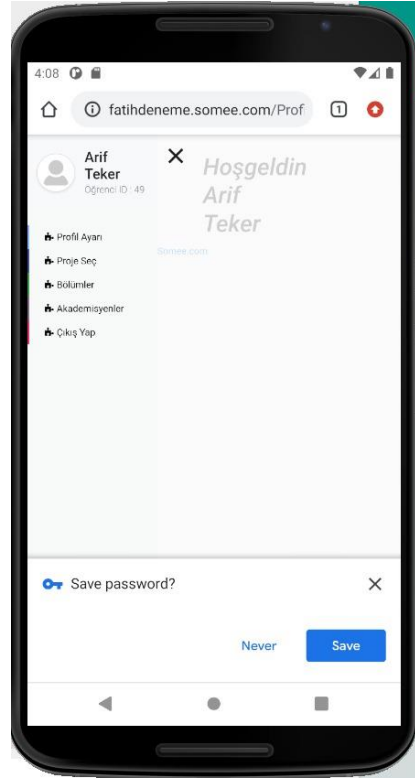 4:08
fatihdeneme.somee.com/Prof
1
Arif
Teker
Öğrenci ID : 49
Hoşgeldin
Arif
Teker
Somee.com
Profil Ayarı
Proje Seç
Bölümler
Akademisyenler
Çıkış Yap
Save password?
Never
Save